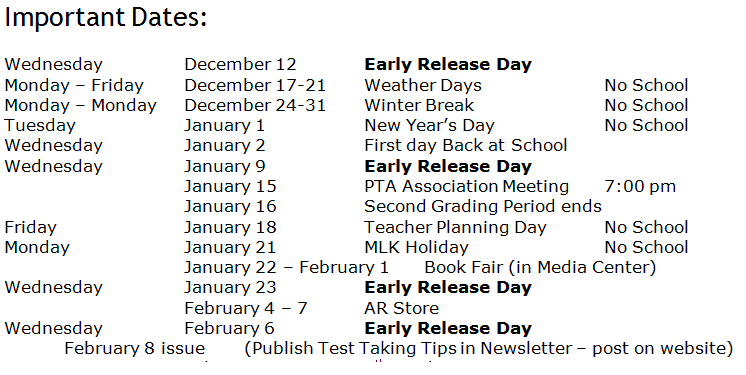 Important Dates:
Wednesday December 12 Early Release Day
Monday – Friday December 17-21 Weather Days No School
Monday – Monday December 24-31 Winter Break No School
Tuesday January 1 New Year's Day No School
Wednesday January 2 First day Back at School
Wednesday January 9 Early Release Day
January 15 PTA Association Meeting 7:00 pm
January 16 Second Grading Period ends
Friday January 18 Teacher Planning Day No School
Monday January 21 MLK Holiday No School
January 22 – February 1 Book Fair (in Media Center)
Wednesday January 23 Early Release Day
February 4 – 7 AR Store
Wednesday February 6 Early Release Day
February 8 issue (Publish Test Taking Tips in Newsletter – post on website)